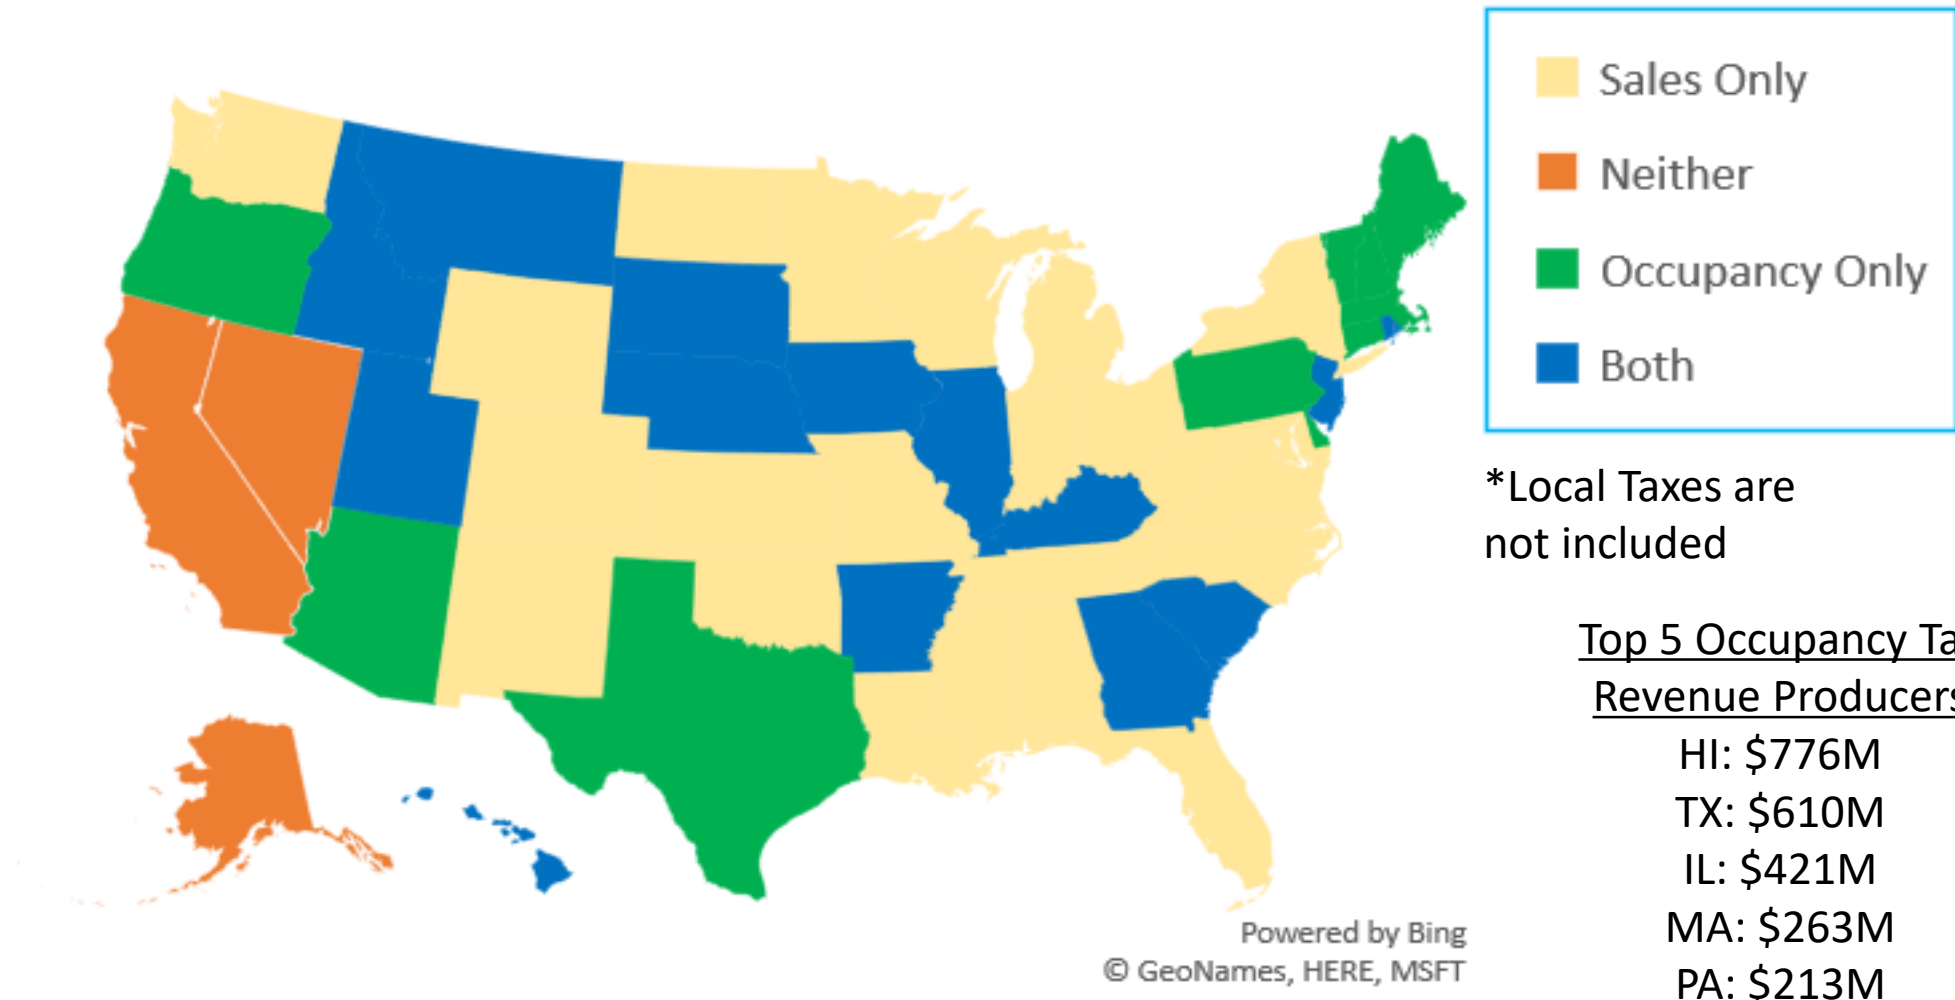 Sales Only
Neither
Occupancy Only
Both
*Local Taxes are
not included
Top 5 Occupancy Ta
Revenue Producers
HI: $776M
TX: $610M
IL: $421M
MA: $263M
PA: $213M
Powered by Bing
© GeoNames, HERE, MSFT